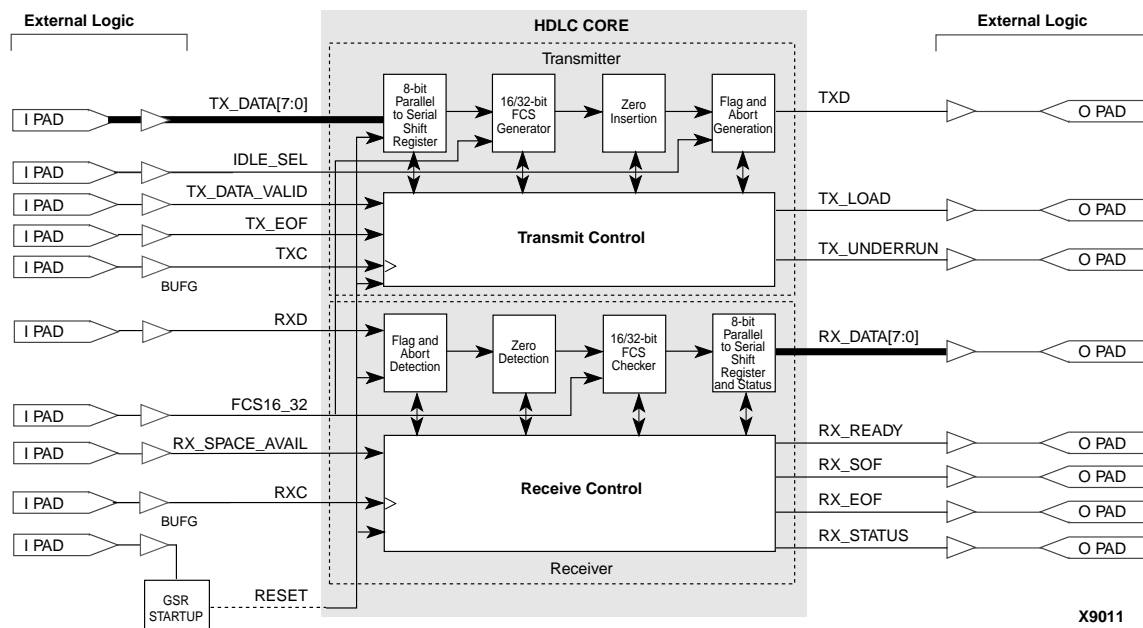 External Logic
HDLC CORE
External Logic
Transmitter
I PAD
TX_DATA[7:0]
8-bit
Parallel
to Serial
Shift
Register
16/32-bit
FCS
Generator
Zero
Insertion
Flag and
Abort
Generation
TXD
O PAD
I PAD
IDLE_SEL
I PAD
TX_DATA_VALID
I PAD
TX_EOF
I PAD
TXC
BUFG
Transmit Control
TX_LOAD
O PAD
TX_UNDERRUN
O PAD
I PAD
RXD
Flag and
Abort
Detection
Zero
Detection
16/32-bit
FCS
Checker
8-bit
Parallel
to Serial
Shift
Register
and Status
RX_DATA[7:0]
O PAD
I PAD
FCS16_32
I PAD
RX_SPACE_AVAIL
I PAD
RXC
BUFG
Receive Control
RX_READY
O PAD
RX_SOF
O PAD
RX_EOF
O PAD
RX_STATUS
O PAD
I PAD
Receiver
GSR
STARTUP
RESET
X9011